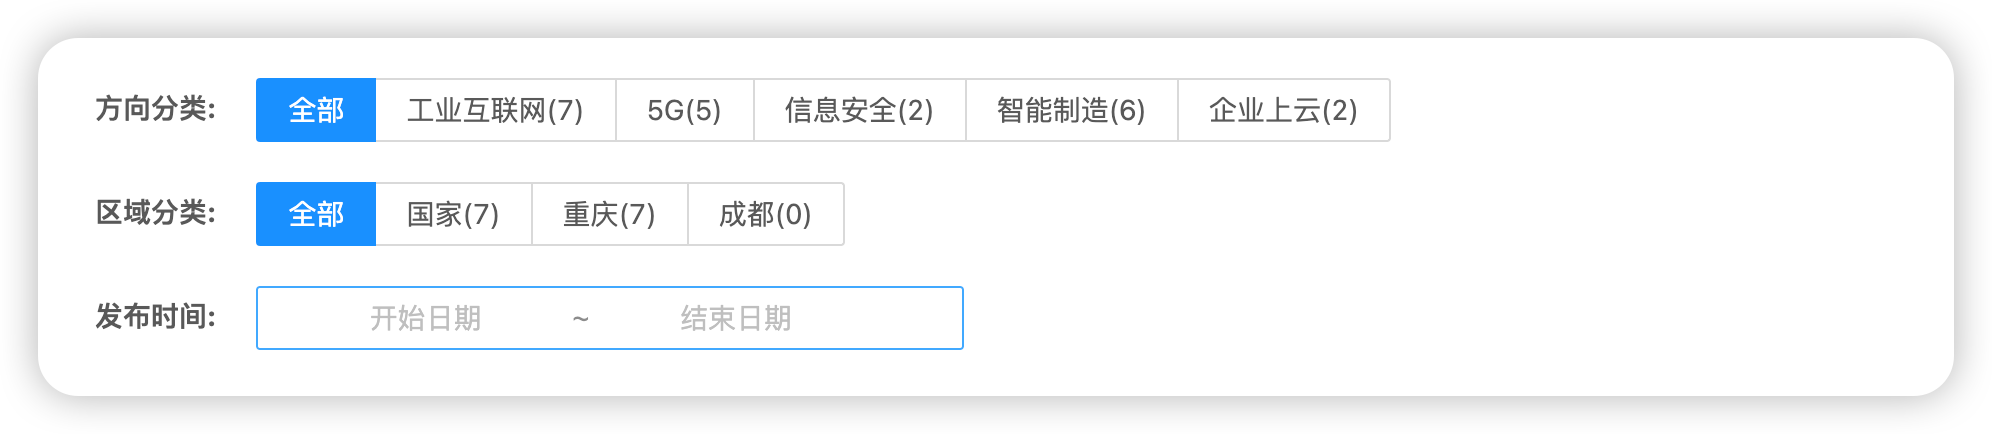 方向分类: 全部 工业互联网(7) 5G(5) 信息安全(2) 智能制造(6) 企业上云(2)
区域分类: 全部 国家(7) 重庆(7) 成都(0)
发布时间: 开始日期 ~ 结束日期